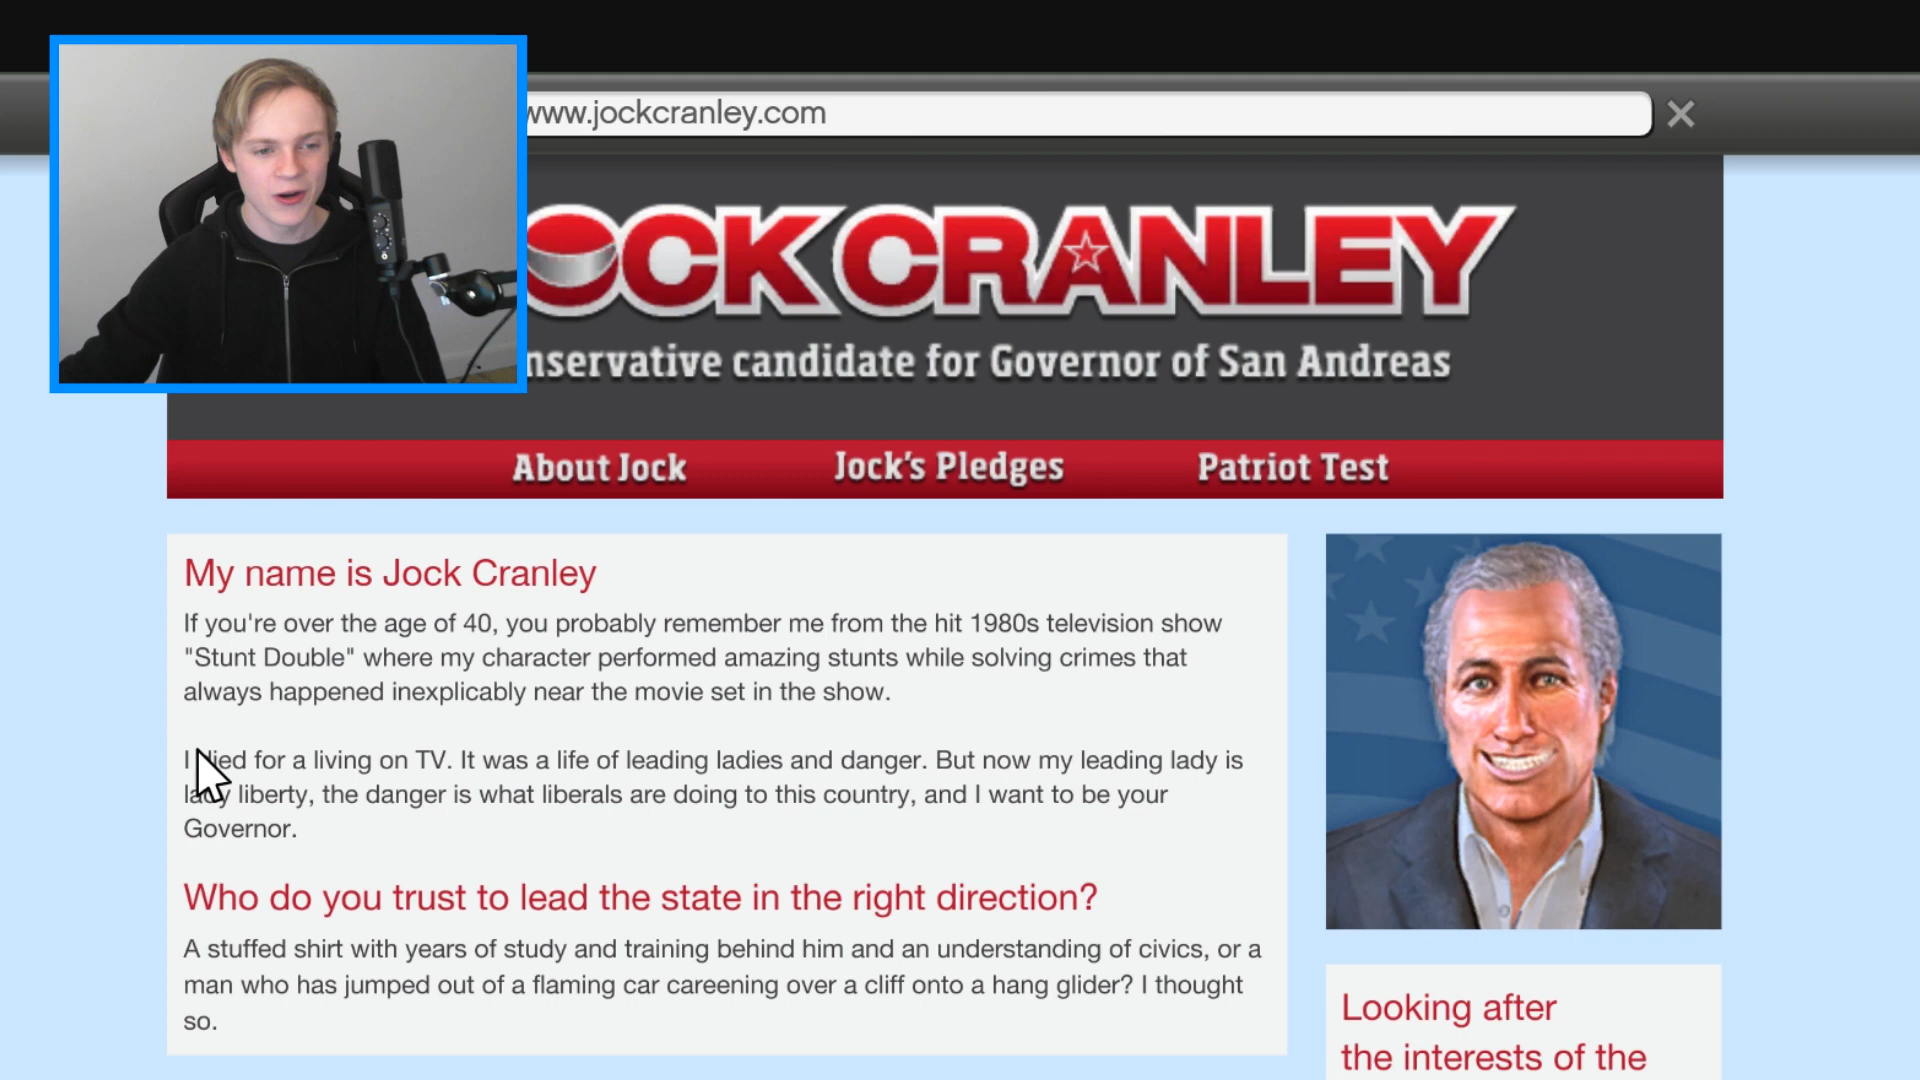 www.jockcranley.com
OCK CRANLEY
nservative candidate for Governor of San Andreas
About Jock
Jock's Pledges
Patriot Test
My name is Jock Cranley
If you're over the age of 40, you probably remember me from the hit 1980s television show
"Stunt Double" where my character performed amazing stunts while solving crimes that
always happened inexplicably near the movie set in the show.
I died for a living on TV. It was a life of leading ladies and danger. But now my leading lady is
lady liberty, the danger is what liberals are doing to this country, and I want to be your
Governor.
Who do you trust to lead the state in the right direction?
A stuffed shirt with years of study and training behind him and an understanding of civics, or a
man who has jumped out of a flaming car careening over a cliff onto a hang glider? I thought
so.
Looking after
the interests of the